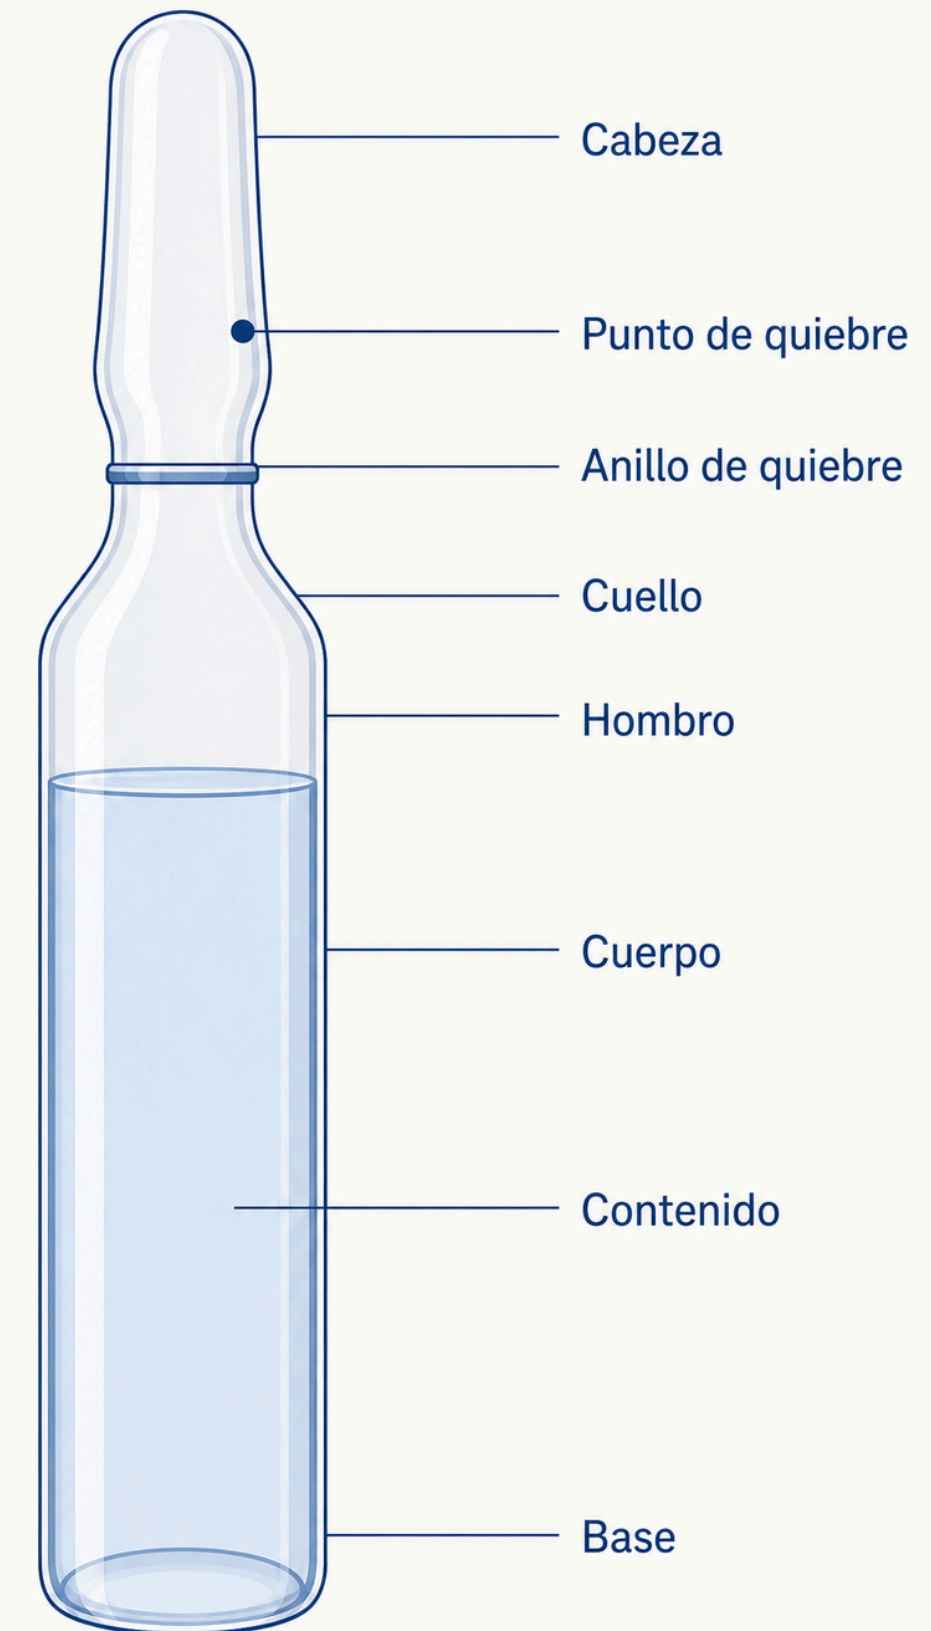 Cabeza
Punto de quiebre
Anillo de quiebre
Cuello
Hombro
Cuerpo
Contenido
Base